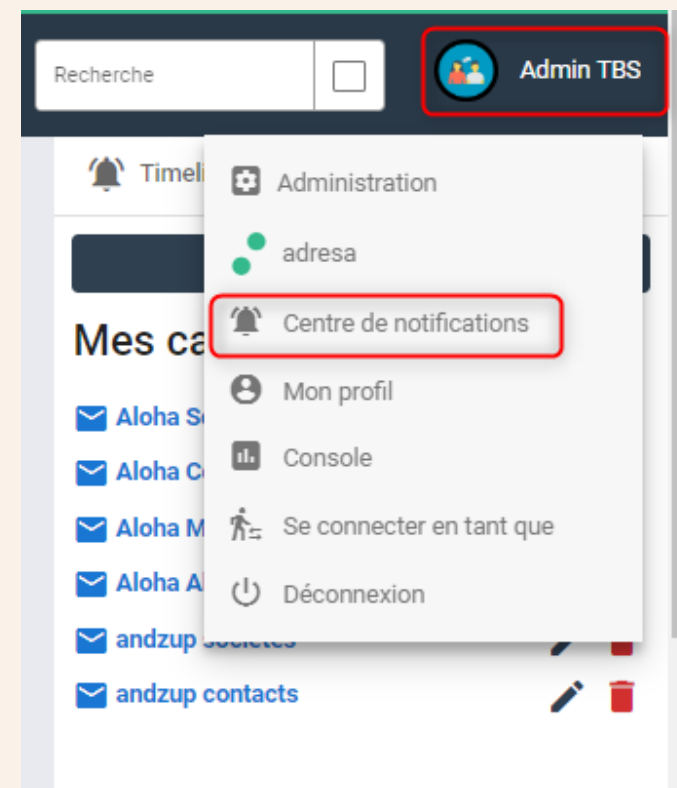 Recherche
Admin TBS
Timeli
Administration
adresa
Centre de notifications
Mes ca
Mon profil
Aloha S
Console
Aloha C
Se connecter en tant que
Aloha M
Déconnexion
Aloha A
andzup sociétés
andzup contacts